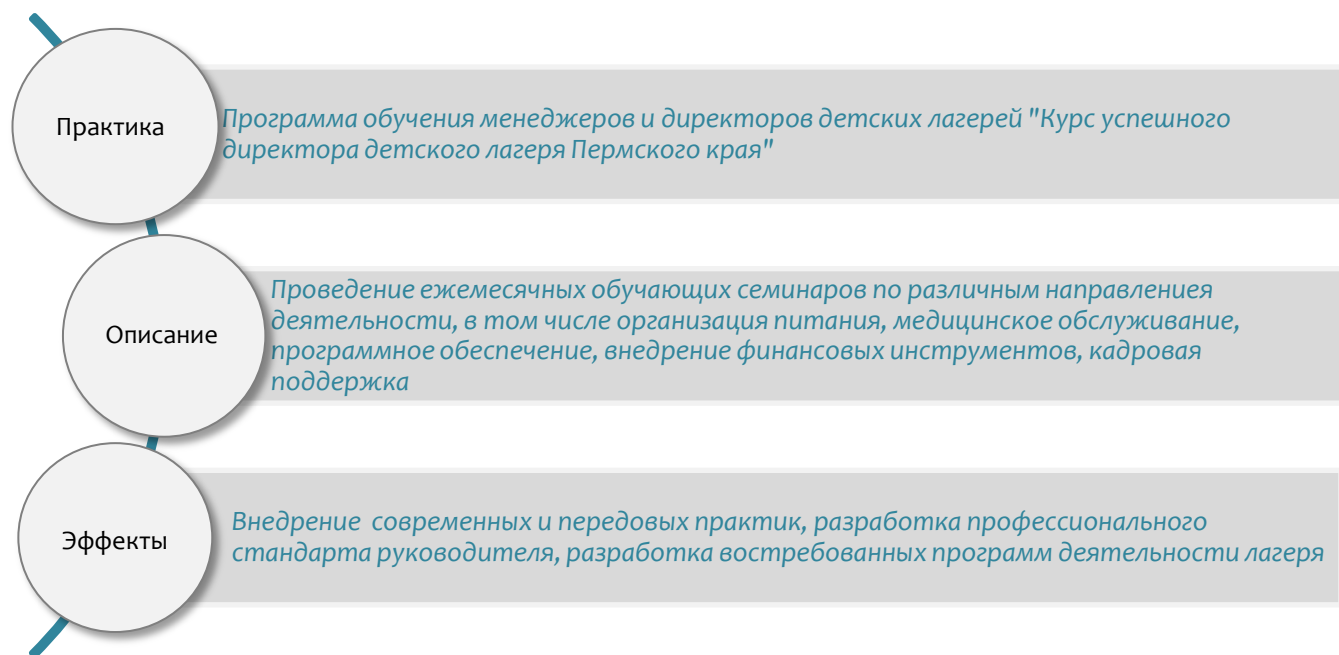 Практика
Программа обучения менеджеров и директоров детских лагерей "Курс успешного
директора детского лагеря Пермского края"
Описание
Проведение ежемесячных обучающих семинаров по различным направлениея
деятельности, в том числе организация питания, медицинское обслуживание,
программное обеспечение, внедрение финансовых инструментов, кадровая
поддержка
Эффекты
Внедрение  современных и передовых практик, разработка профессионального
стандарта руководителя, разработка востребованных программ деятельности лагеря